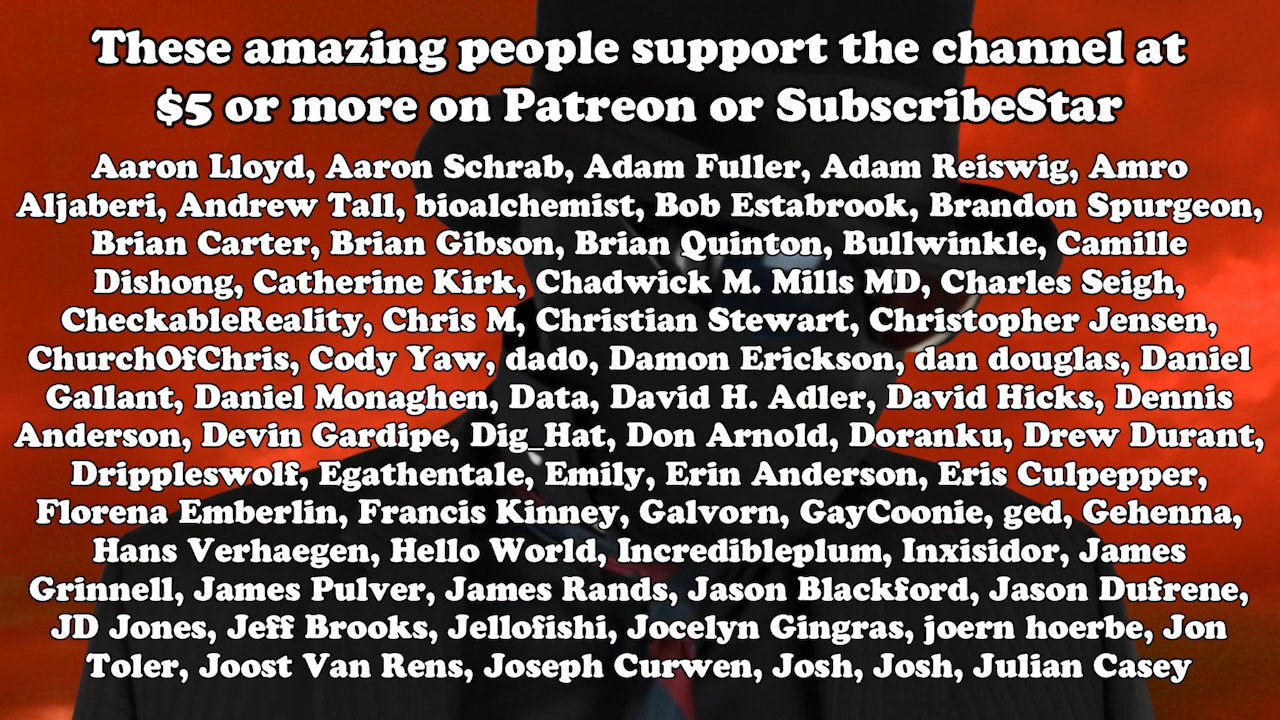 These amazing people support the channel at
$5 or more on Patreon or SubscribeStar
Aaron Lloyd, Aaron Schrab, Adam Fuller, Adam Reiswig, Amro
Aljaberi, Andrew Tall, bioalchemist, Bob Estabrook, Brandon Spurgeon,
Brian Carter, Brian Gibson, Brian Quinton, Bullwinkle, Camille
Dishong, Catherine Kirk, Chadwick M. Mills MD, Charles Seigh,
CheckableReality, Chris M, Christian Stewart, Christopher Jensen,
ChurchOfChris, Cody Yaw, dad0, Damon Erickson, dan douglas, Daniel
Gallant, Daniel Monaghen, Data, David H. Adler, David Hicks, Dennis
Anderson, Devin Gardipe, Dig_Hat, Don Arnold, Doranku, Drew Durant,
Drippleswolf, Egathentale, Emily, Erin Anderson, Eris Culpepper,
Florena Emberlin, Francis Kinney, Galvorn, GayCoonie, ged, Gehenna,
Hans Verhaegen, Hello World, Incredibleplum, Inxisidor, James
Grinnell, James Pulver, James Rands, Jason Blackford, Jason Dufrene,
JD Jones, Jeff Brooks, Jellofishi, Jocelyn Gingras, joern hoerbe, Jon
Toler, Joost Van Rens, Joseph Curwen, Josh, Josh, Julian Casey